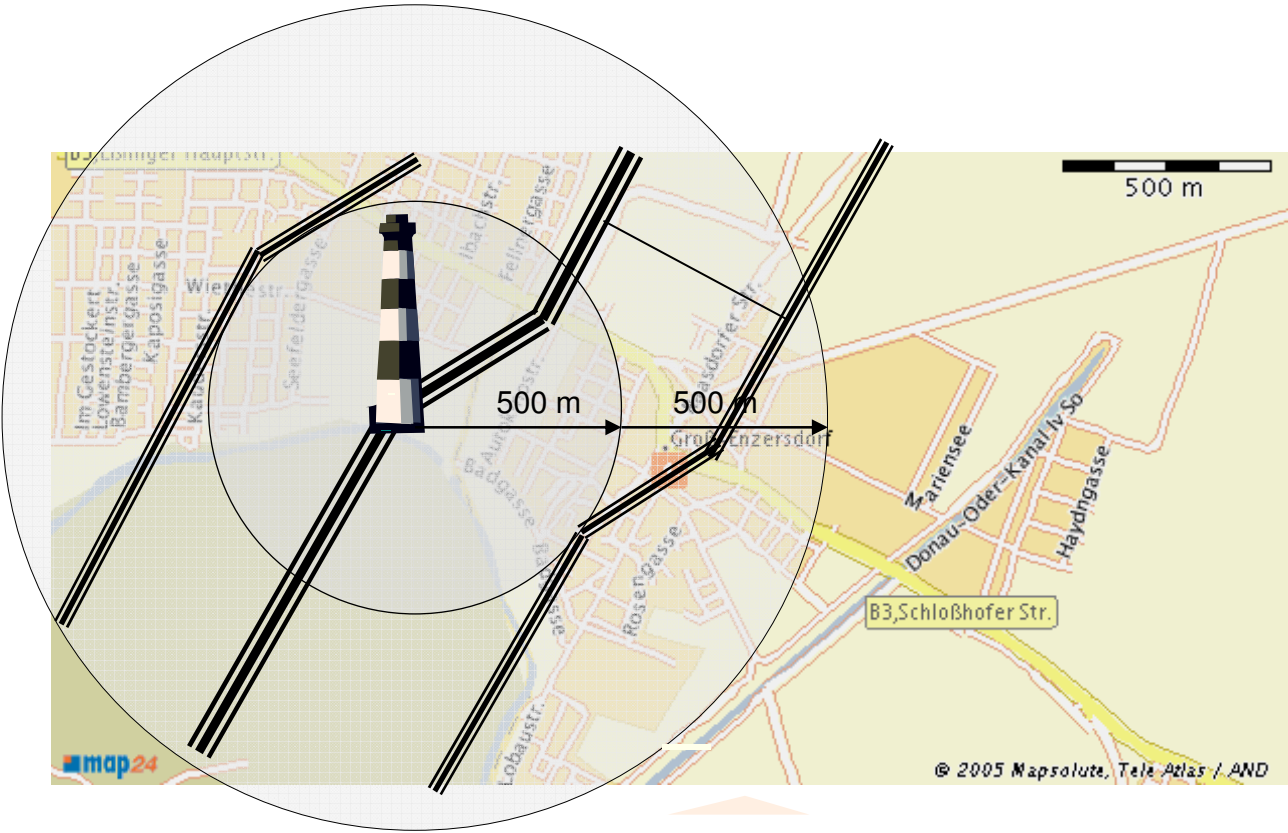 B3,Eßlinger Hauptstr.
500 m
Ibachstr.
Fellnergasse
Kaposigasse
Bambergergasse
Löwensteinstr.
Im Gestockert
Seefeldergasse
500 m
500 m
Groß-Enzersdorf
Mariensee
Donau-Oder-Kanal Iv So
Haydngasse
Badgasse
Rosengasse
B3,Schloßhofer Str.
Lobaustr.
map24
© 2005 Mapsolute, Tele Atlas / AND